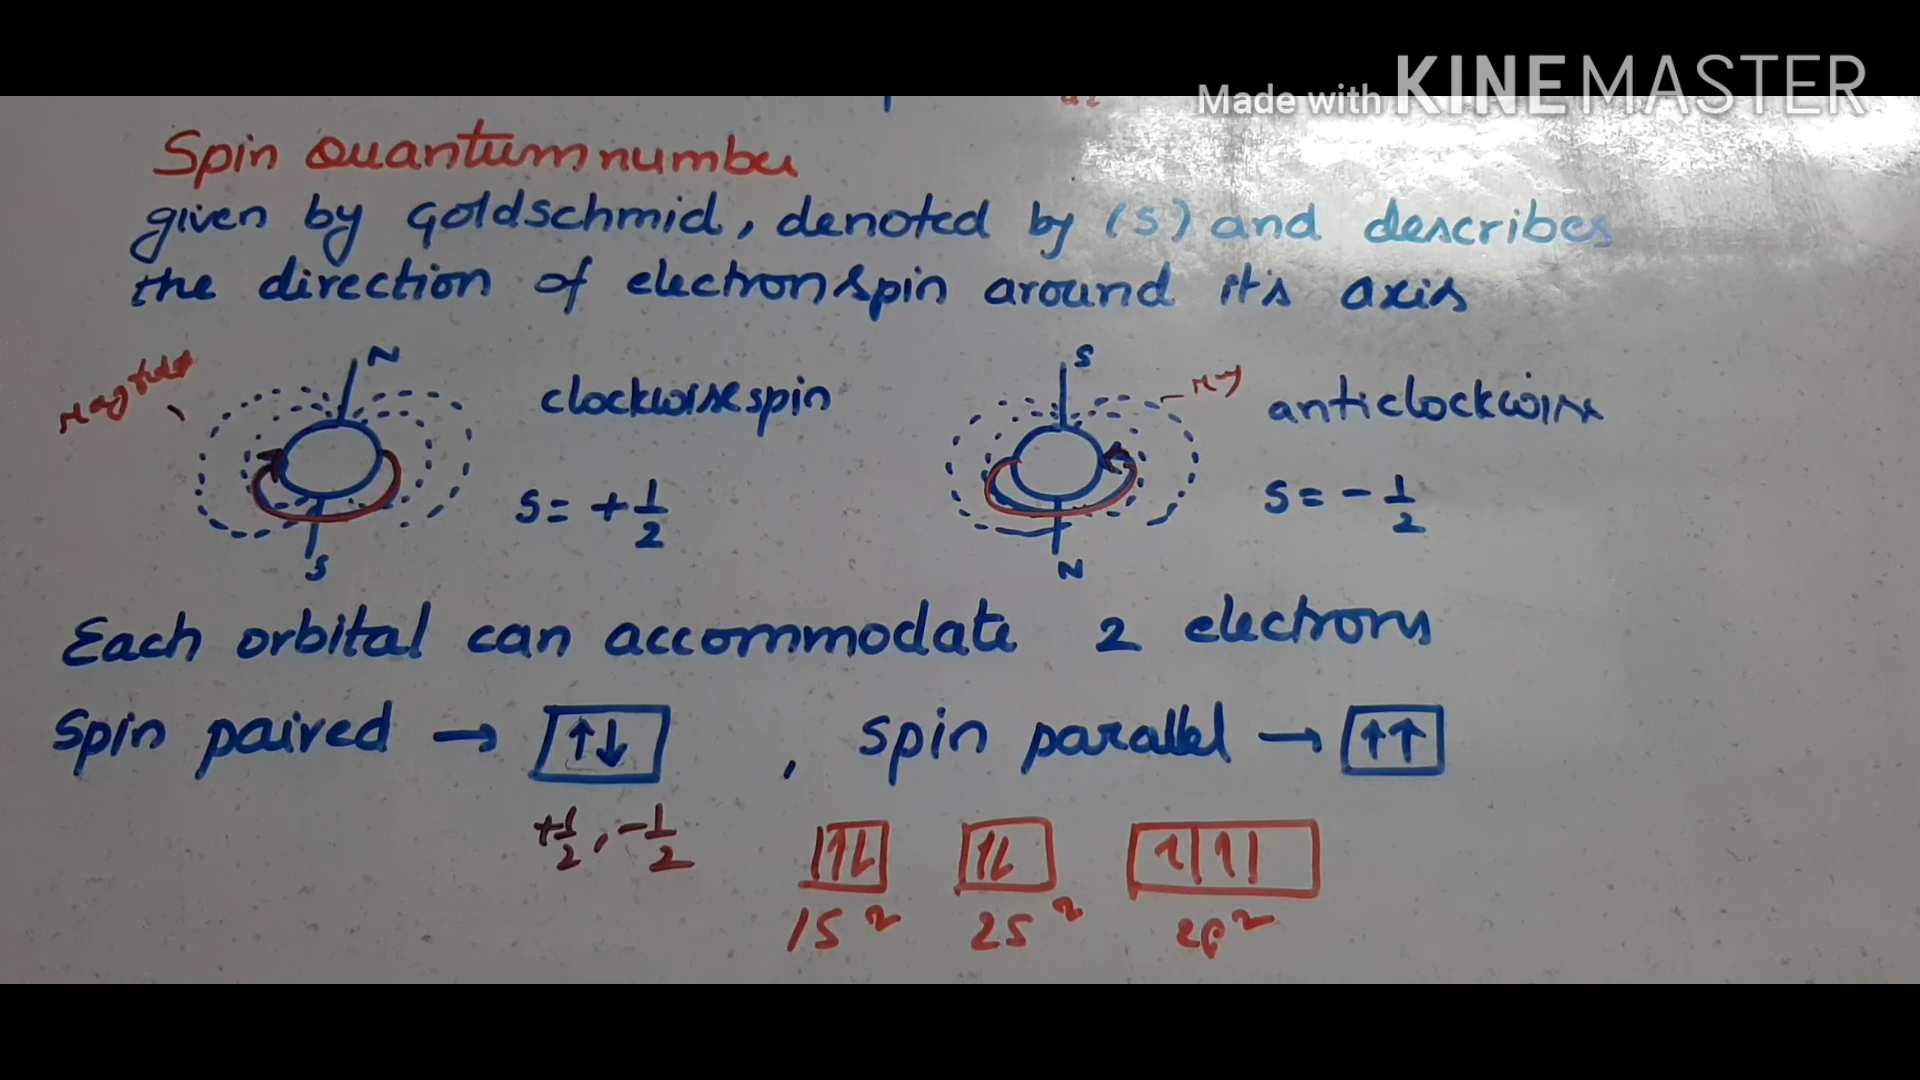 Made with KINEMASTER
Spin Quantum number
given by Goldschmid, denoted by (s) and describes
the direction of electron spin around it's axis
N
clockwise spin
S = + 1/2
S
S
anticlockwise
S = - 1/2
N
Each orbital can accommodate 2 electrons
Spin paired → ↑↓ , spin parallel → ↑↑
+1/2, -1/2
1S² 2S² 2p²